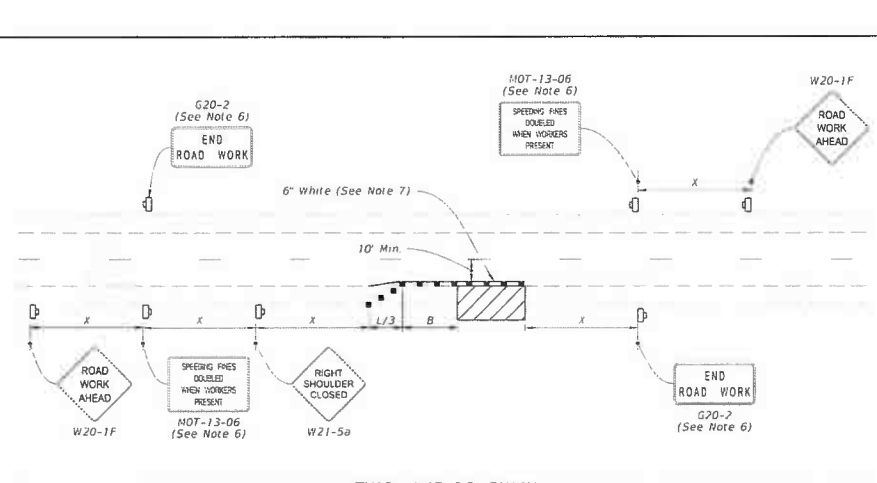 MOT-13-06
(See Note 6)
W20-1F
G20-2
(See Note 6)
SPEEDING FINES
DOUBLED
WHEN WORKERS
PRESENT
ROAD
WORK
AHEAD
END
ROAD WORK
X
6" White (See Note 7)
10' Min.
X
X
X
L/3
B
X
ROAD
WORK
AHEAD
SPEEDING FINES
DOUBLED
WHEN WORKERS
PRESENT
RIGHT
SHOULDER
CLOSED
END
ROAD WORK
W20-1F
MOT-13-06
(See Note 6)
W21-5a
G20-2
(See Note 6)